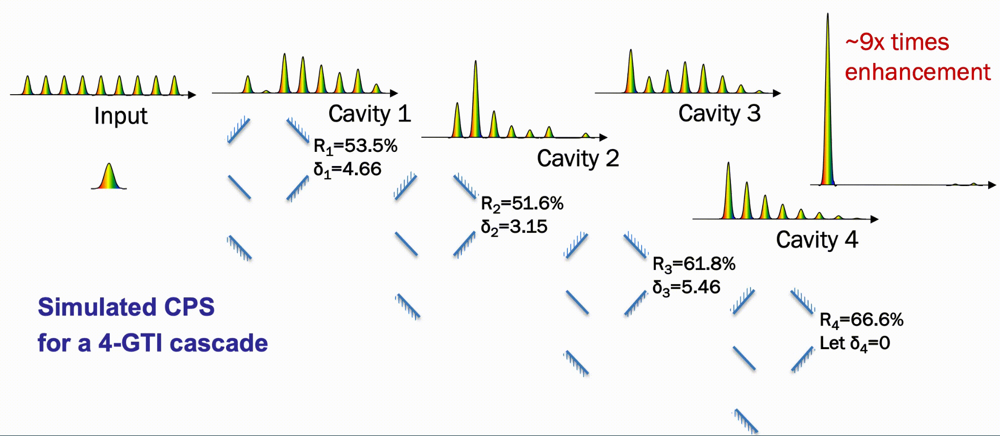 ~9x times
enhancement
Input
Cavity 1
Cavity 2
Cavity 3
Cavity 4
R₁=53.5%
δ₁=4.66
R₂=51.6%
δ₂=3.15
R₃=61.8%
δ₃=5.46
R₄=66.6%
Let δ₄=0
Simulated CPS
for a 4-GTI cascade